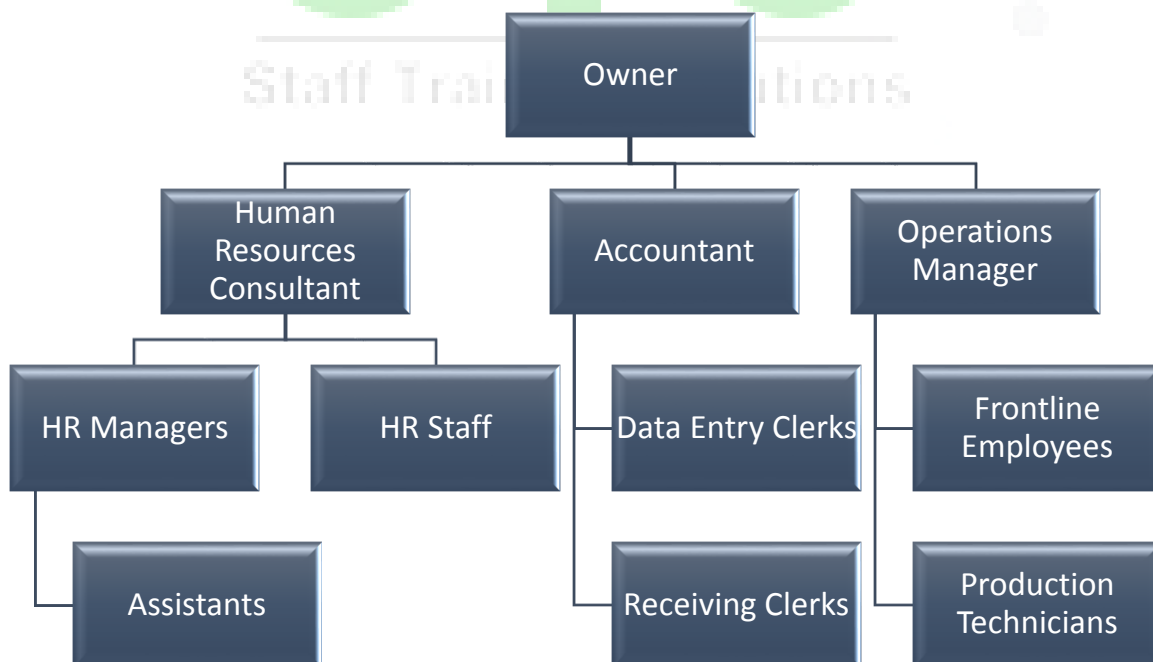 Owner
Human
Resources
Consultant
Accountant
Operations
Manager
HR Managers
HR Staff
Data Entry Clerks
Frontline
Employees
Assistants
Receiving Clerks
Production
Technicians